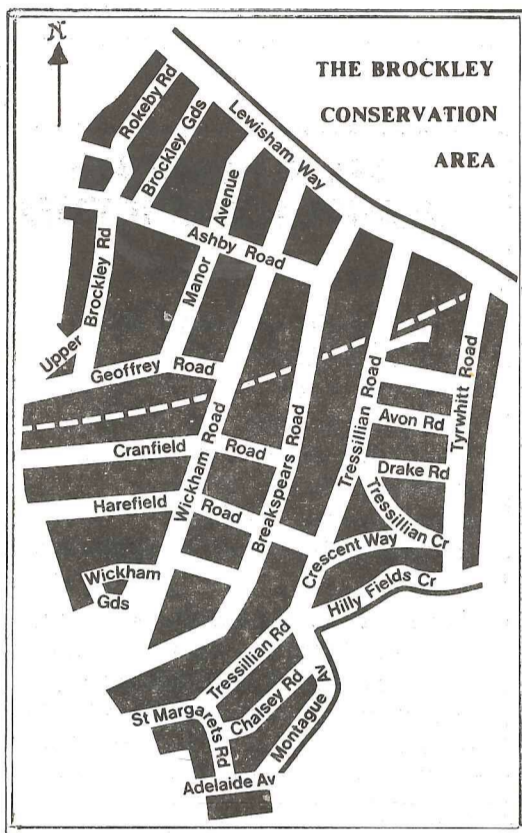 N
THE BROCKLEY
CONSERVATION
AREA
Lewisham Way
Rokeby Rd
Brockley Gds
Manor Avenue
Ashby Road
Upper Brockley Rd
Geoffrey Road
Cranfield Road
Harefield Road
Wickham Road
Wickham
Gds
Breakspears Road
Tressillian Road
Tyrwhitt Road
Avon Rd
Drake Rd
Tressillian Cr
Crescent Way
Hilly Fields Cr
Tressillian Rd
Chalsey Rd
Montague Av
St Margarets Rd
Adelaide Av